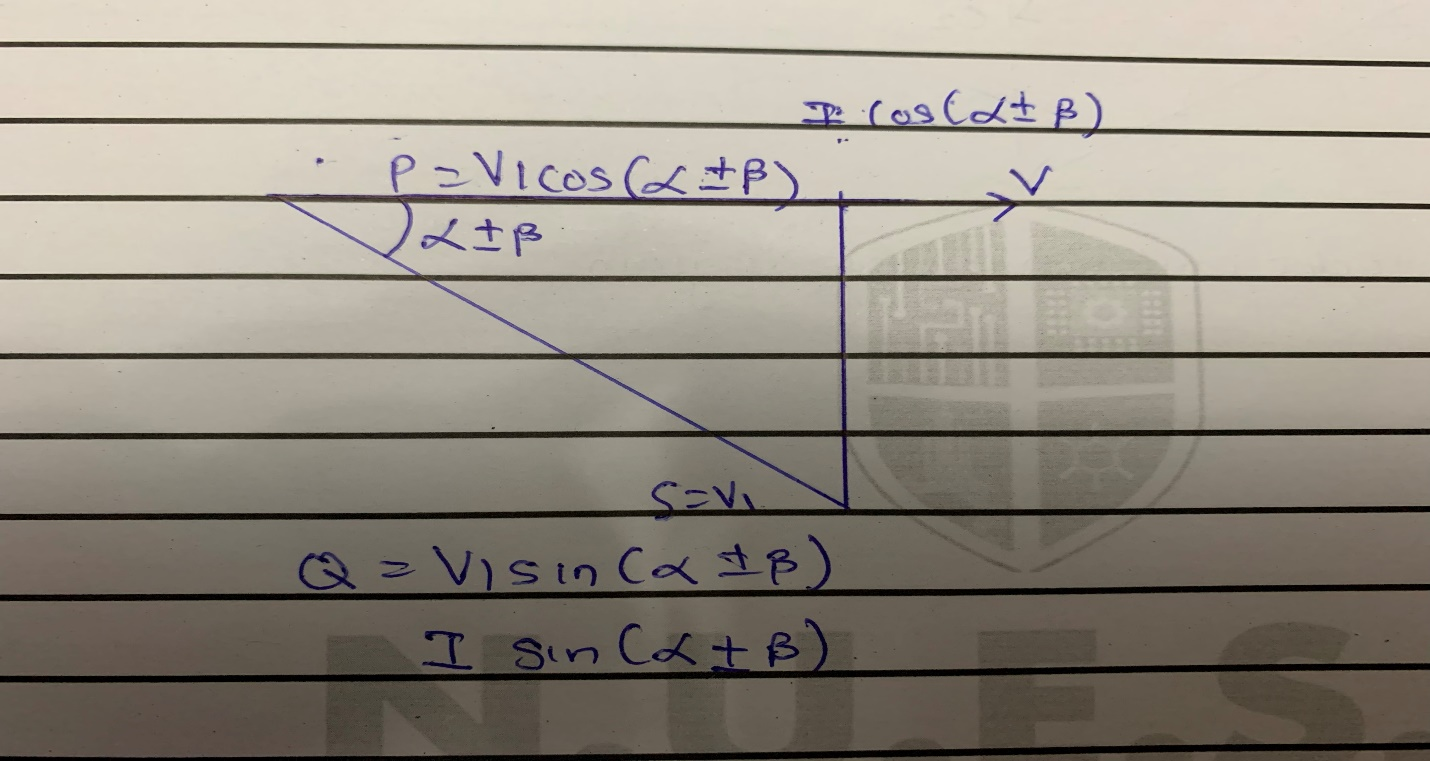 I cos(α ± β)
P = VI cos(α ± β)
V
α ± β
S = VI
Q = VI sin(α ± β)
I sin(α ± β)
N.U.E.S.